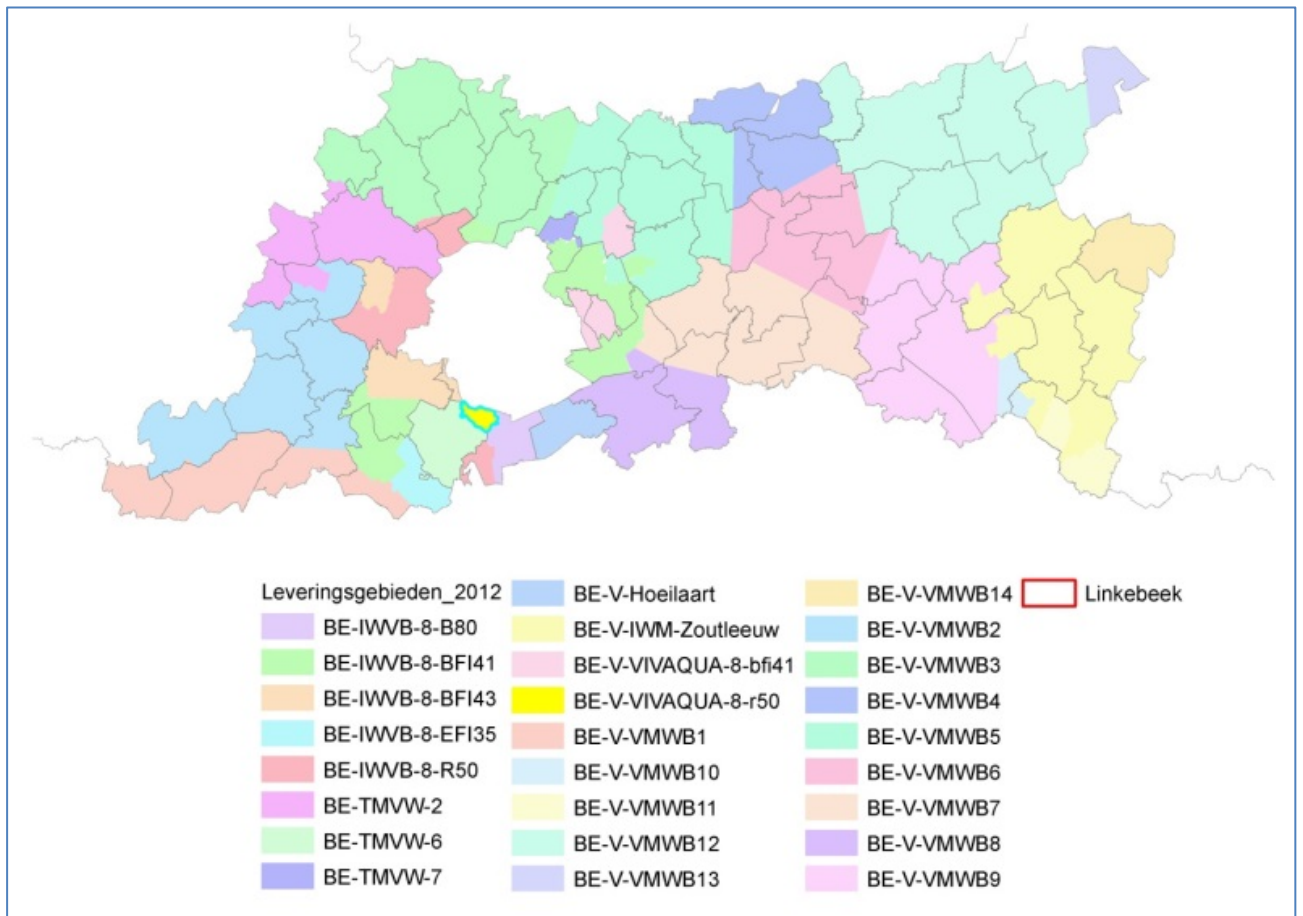 Leveringsgebieden_2012
BE-IWVB-8-B80
BE-IWVB-8-BFI41
BE-IWVB-8-BFI43
BE-IWVB-8-EFI35
BE-IWVB-8-R50
BE-TMVW-2
BE-TMVW-6
BE-TMVW-7
BE-V-Hoeilaart
BE-V-IWM-Zoutleeuw
BE-V-VIVAQUA-8-bfi41
BE-V-VIVAQUA-8-r50
BE-V-VMWB1
BE-V-VMWB10
BE-V-VMWB11
BE-V-VMWB12
BE-V-VMWB13
BE-V-VMWB14
BE-V-VMWB2
BE-V-VMWB3
BE-V-VMWB4
BE-V-VMWB5
BE-V-VMWB6
BE-V-VMWB7
BE-V-VMWB8
BE-V-VMWB9
Linkebeek